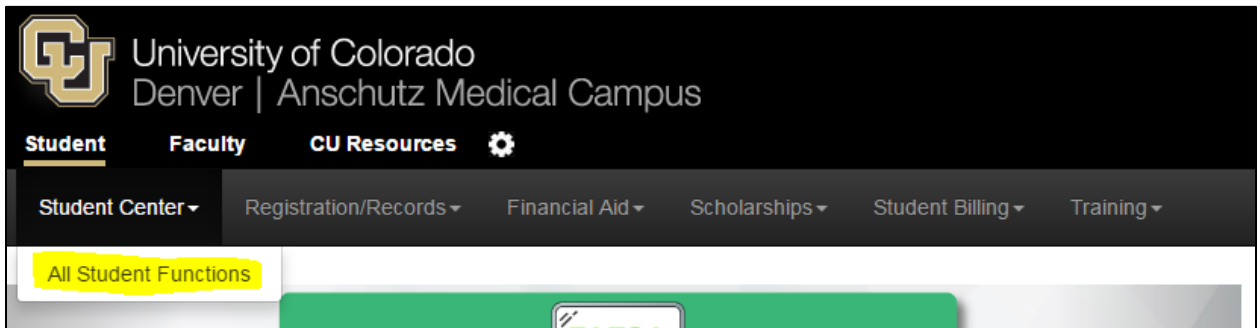 University of Colorado
Denver | Anschutz Medical Campus
Student Faculty CU Resources
Student Center Registration/Records Financial Aid Scholarships Student Billing Training
All Student Functions